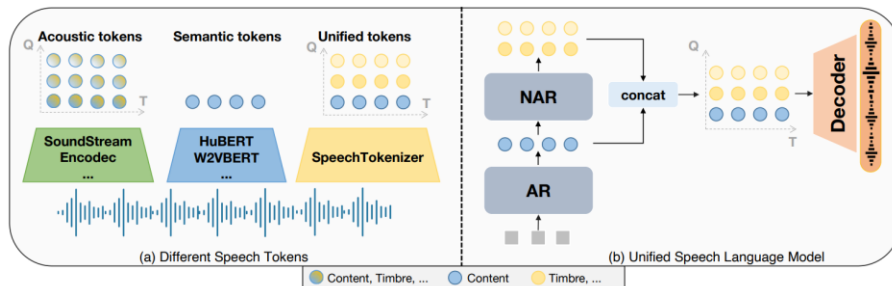 Acoustic tokens
Semantic tokens
Unified tokens
Q
T
Q
T
SoundStream
Encodec
...
HuBERT
W2VBERT
...
SpeechTokenizer
(a) Different Speech Tokens
NAR
AR
concat
Q
T
Decoder
(b) Unified Speech Language Model
Content, Timbre, ...
Content
Timbre, ...